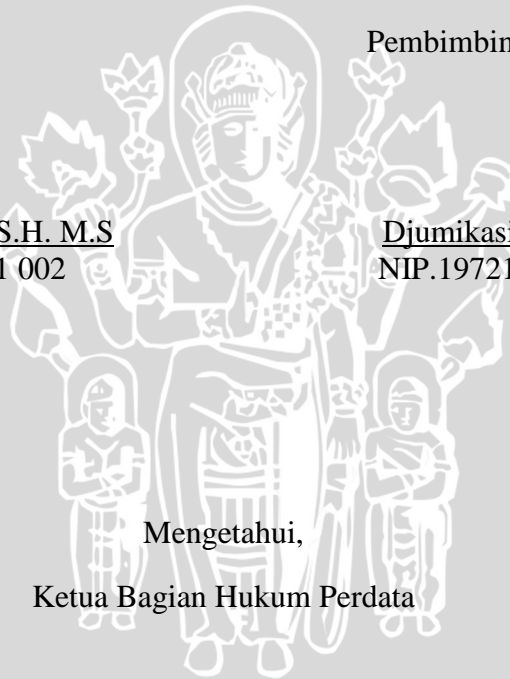 Pembimbin
S.H. M.S
Djumikasi
1 002
NIP.19721
Mengetahui,
Ketua Bagian Hukum Perdata